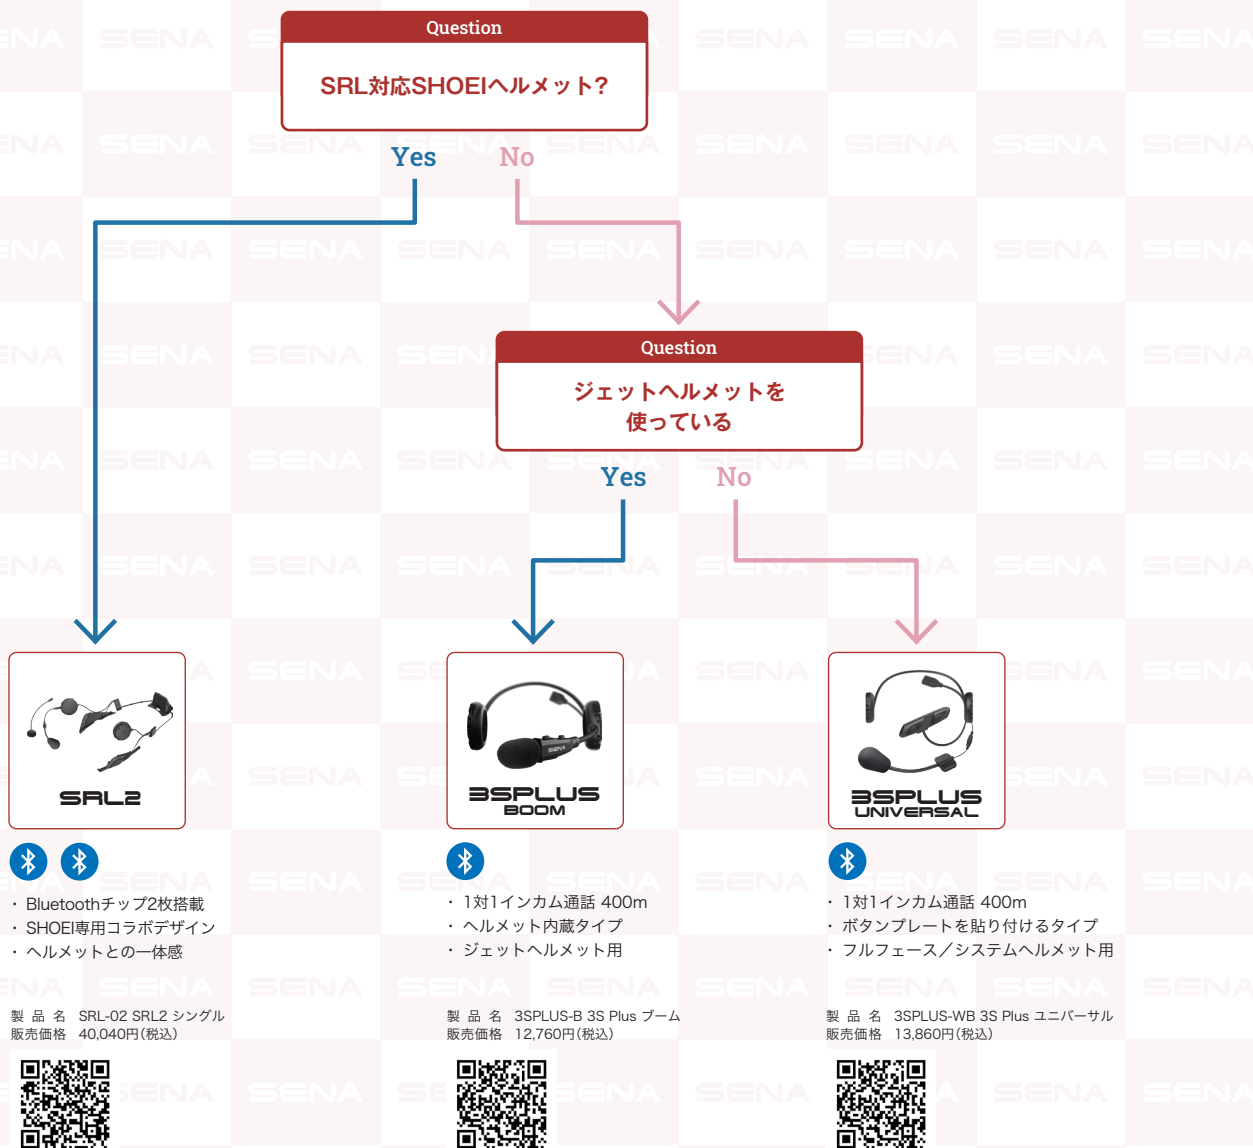 Question
SRL対応SHOEIヘルメット?
Yes
No
Question
ジェットヘルメットを
使っている
Yes
No
SRL2
SENA
3SPLUS
BOOM
3SPLUS
UNIVERSAL
・ Bluetoothチップ2枚搭載
・ SHOEI専用コラボデザイン
・ ヘルメットとの一体感
製 品 名 SRL-02 SRL2 シングル
販売価格 40,040円(税込)
・ 1対1インカム通話 400m
・ ヘルメット内蔵タイプ
・ ジェットヘルメット用
製 品 名 3SPLUS-B 3S Plus ブーム
販売価格 12,760円(税込)
・ 1対1インカム通話 400m
・ ボタンプレートを貼り付けるタイプ
・ フルフェース／システムヘルメット用
製 品 名 3SPLUS-WB 3S Plus ユニバーサル
販売価格 13,860円(税込)